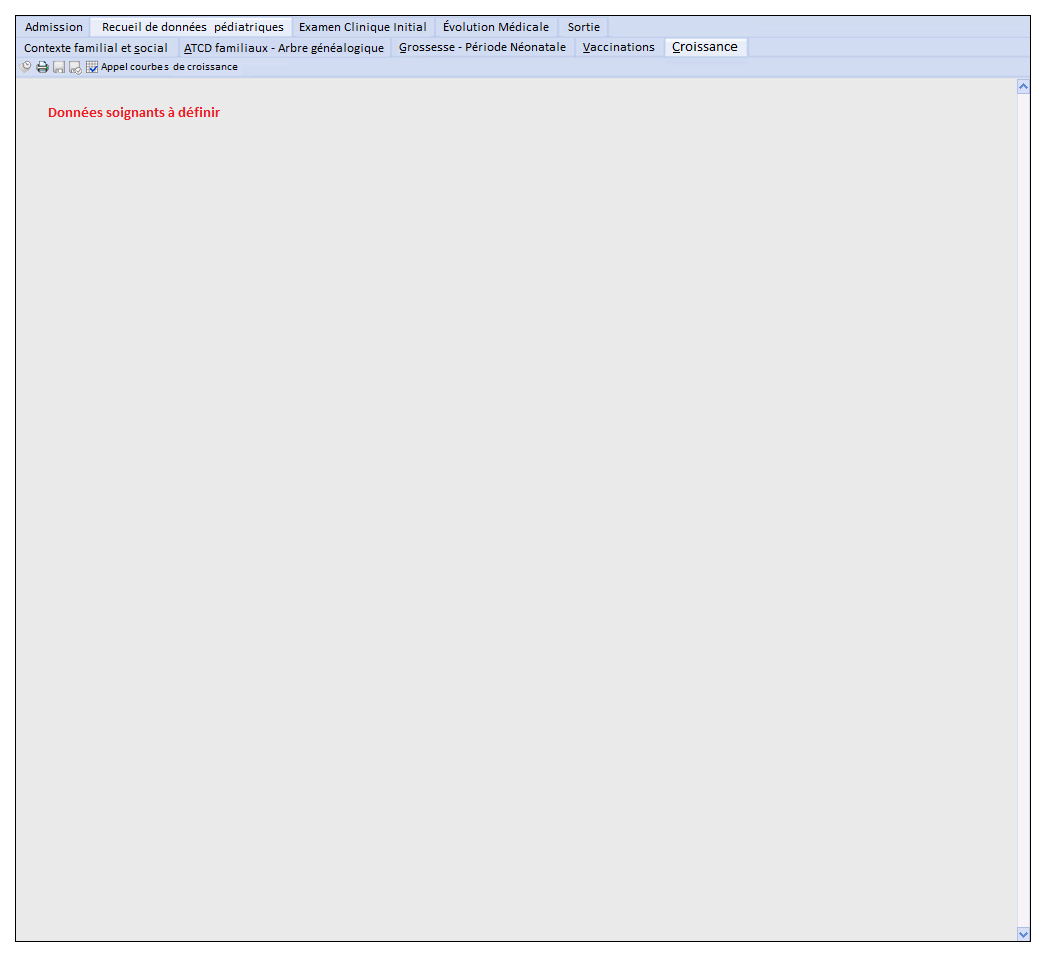 Admission Recueil de données pédiatriques Examen Clinique Initial Évolution Médicale Sortie
Contexte familial et social ATCD familiaux - Arbre généalogique Grossesse - Période Néonatale Vaccinations Croissance
Appel courbes de croissance
Données soignants à définir